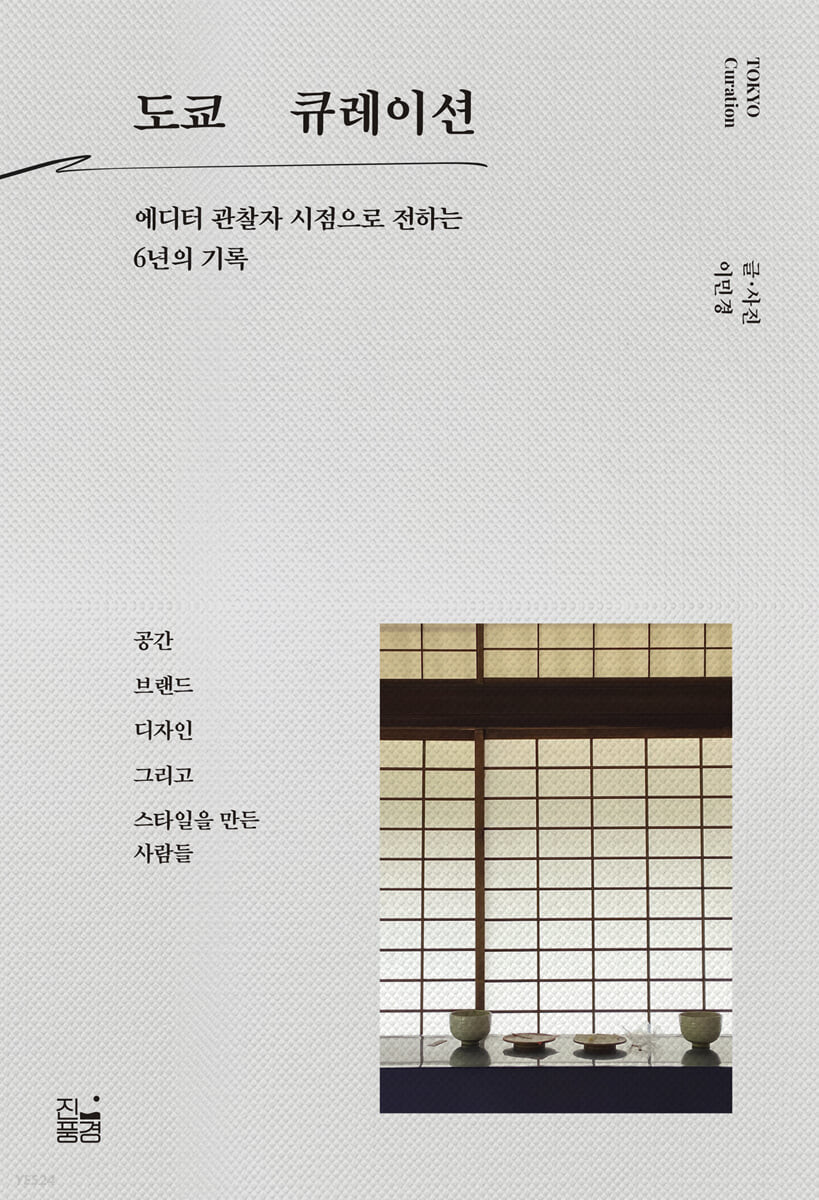 도쿄 큐레이션
에디터 관찰자 시점으로 전하는
6년의 기록
TOKYO
Curation
글·사진
이민경
공간
브랜드
디자인
그리고
스타일을 만든
사람들
진
풍경
YES24